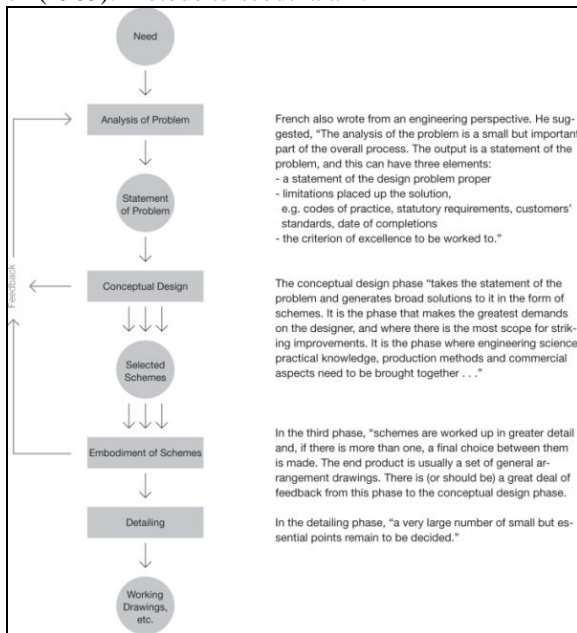 Need
Analysis of Problem
French also wrote from an engineering perspective. He sug-
gested, “The analysis of the problem is a small but important
part of the overall process. The output is a statement of the
problem, and this can have three elements:
- a statement of the design problem proper
- limitations placed up the solution,
e.g. codes of practice, statutory requirements, customers’
standards, date of completions
- the criterion of excellence to be worked to.”
Statement
of Problem
Feedback
Conceptual Design
The conceptual design phase “takes the statement of the
problem and generates broad solutions to it in the form of
schemes. It is the phase that makes the greatest demands
on the designer, and where there is the most scope for strik-
ing improvements. It is the phase where engineering science
practical knowledge, production methods and commercial
aspects need to be brought together . . .”
Selected
Schemes
Embodiment of Schemes
In the third phase, “schemes are worked up in greater detail
and, if there is more than one, a final choice between them
is made. The end product is usually a set of general ar-
rangement drawings. There is (or should be) a great deal of
feedback from this phase to the conceptual design phase.
Detailing
In the detailing phase, “a very large number of small but es-
sential points remain to be decided.”
Working
Drawings,
etc.